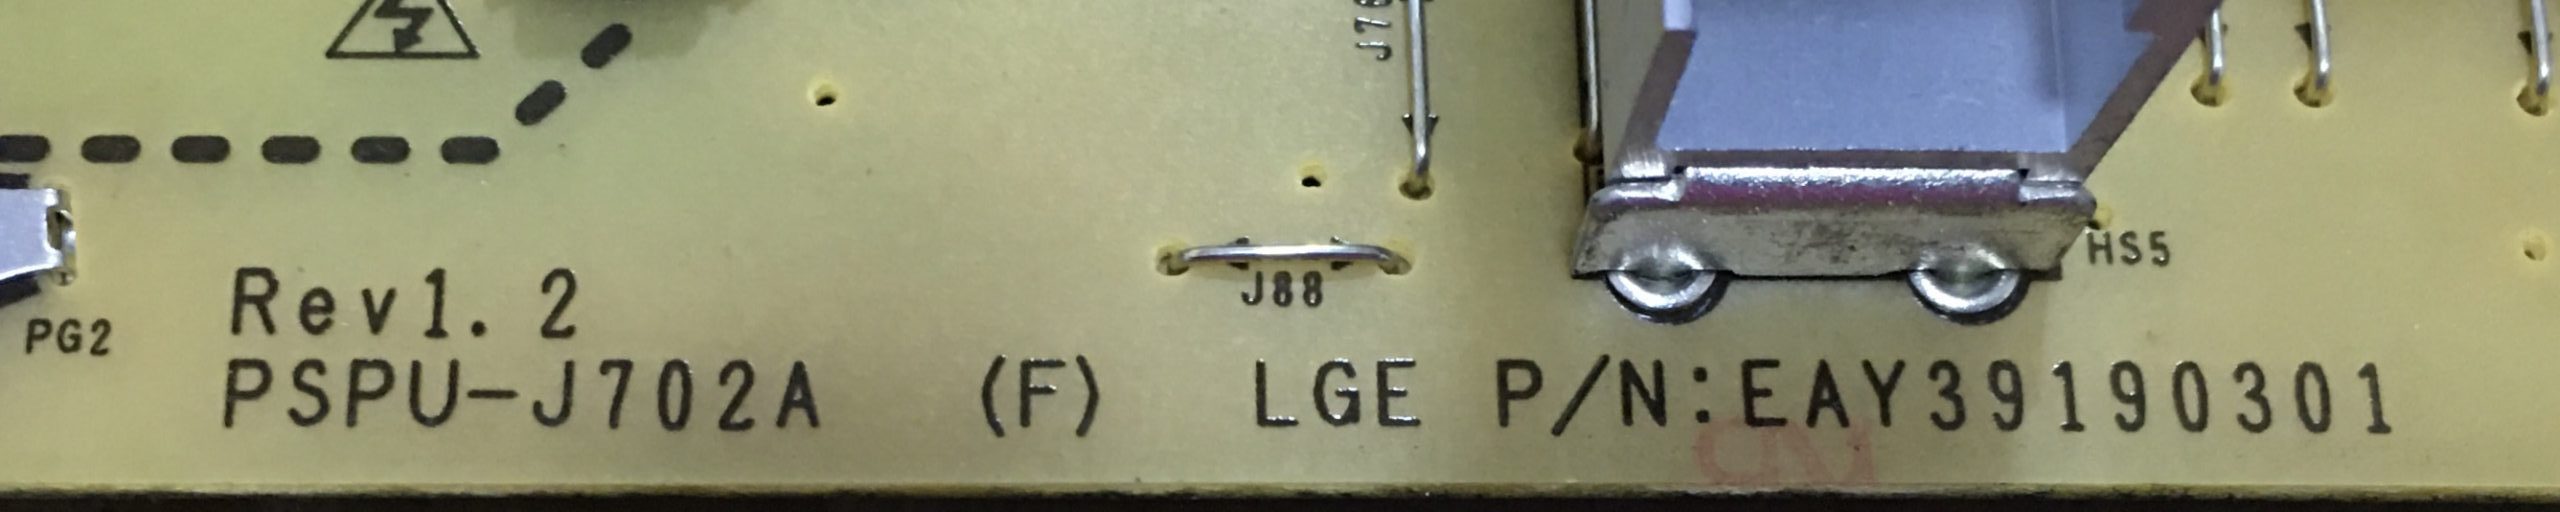 HS5
J88
Rev1.2
PG2
PSPU-J702A (F) LGE P/N:EAY39190301